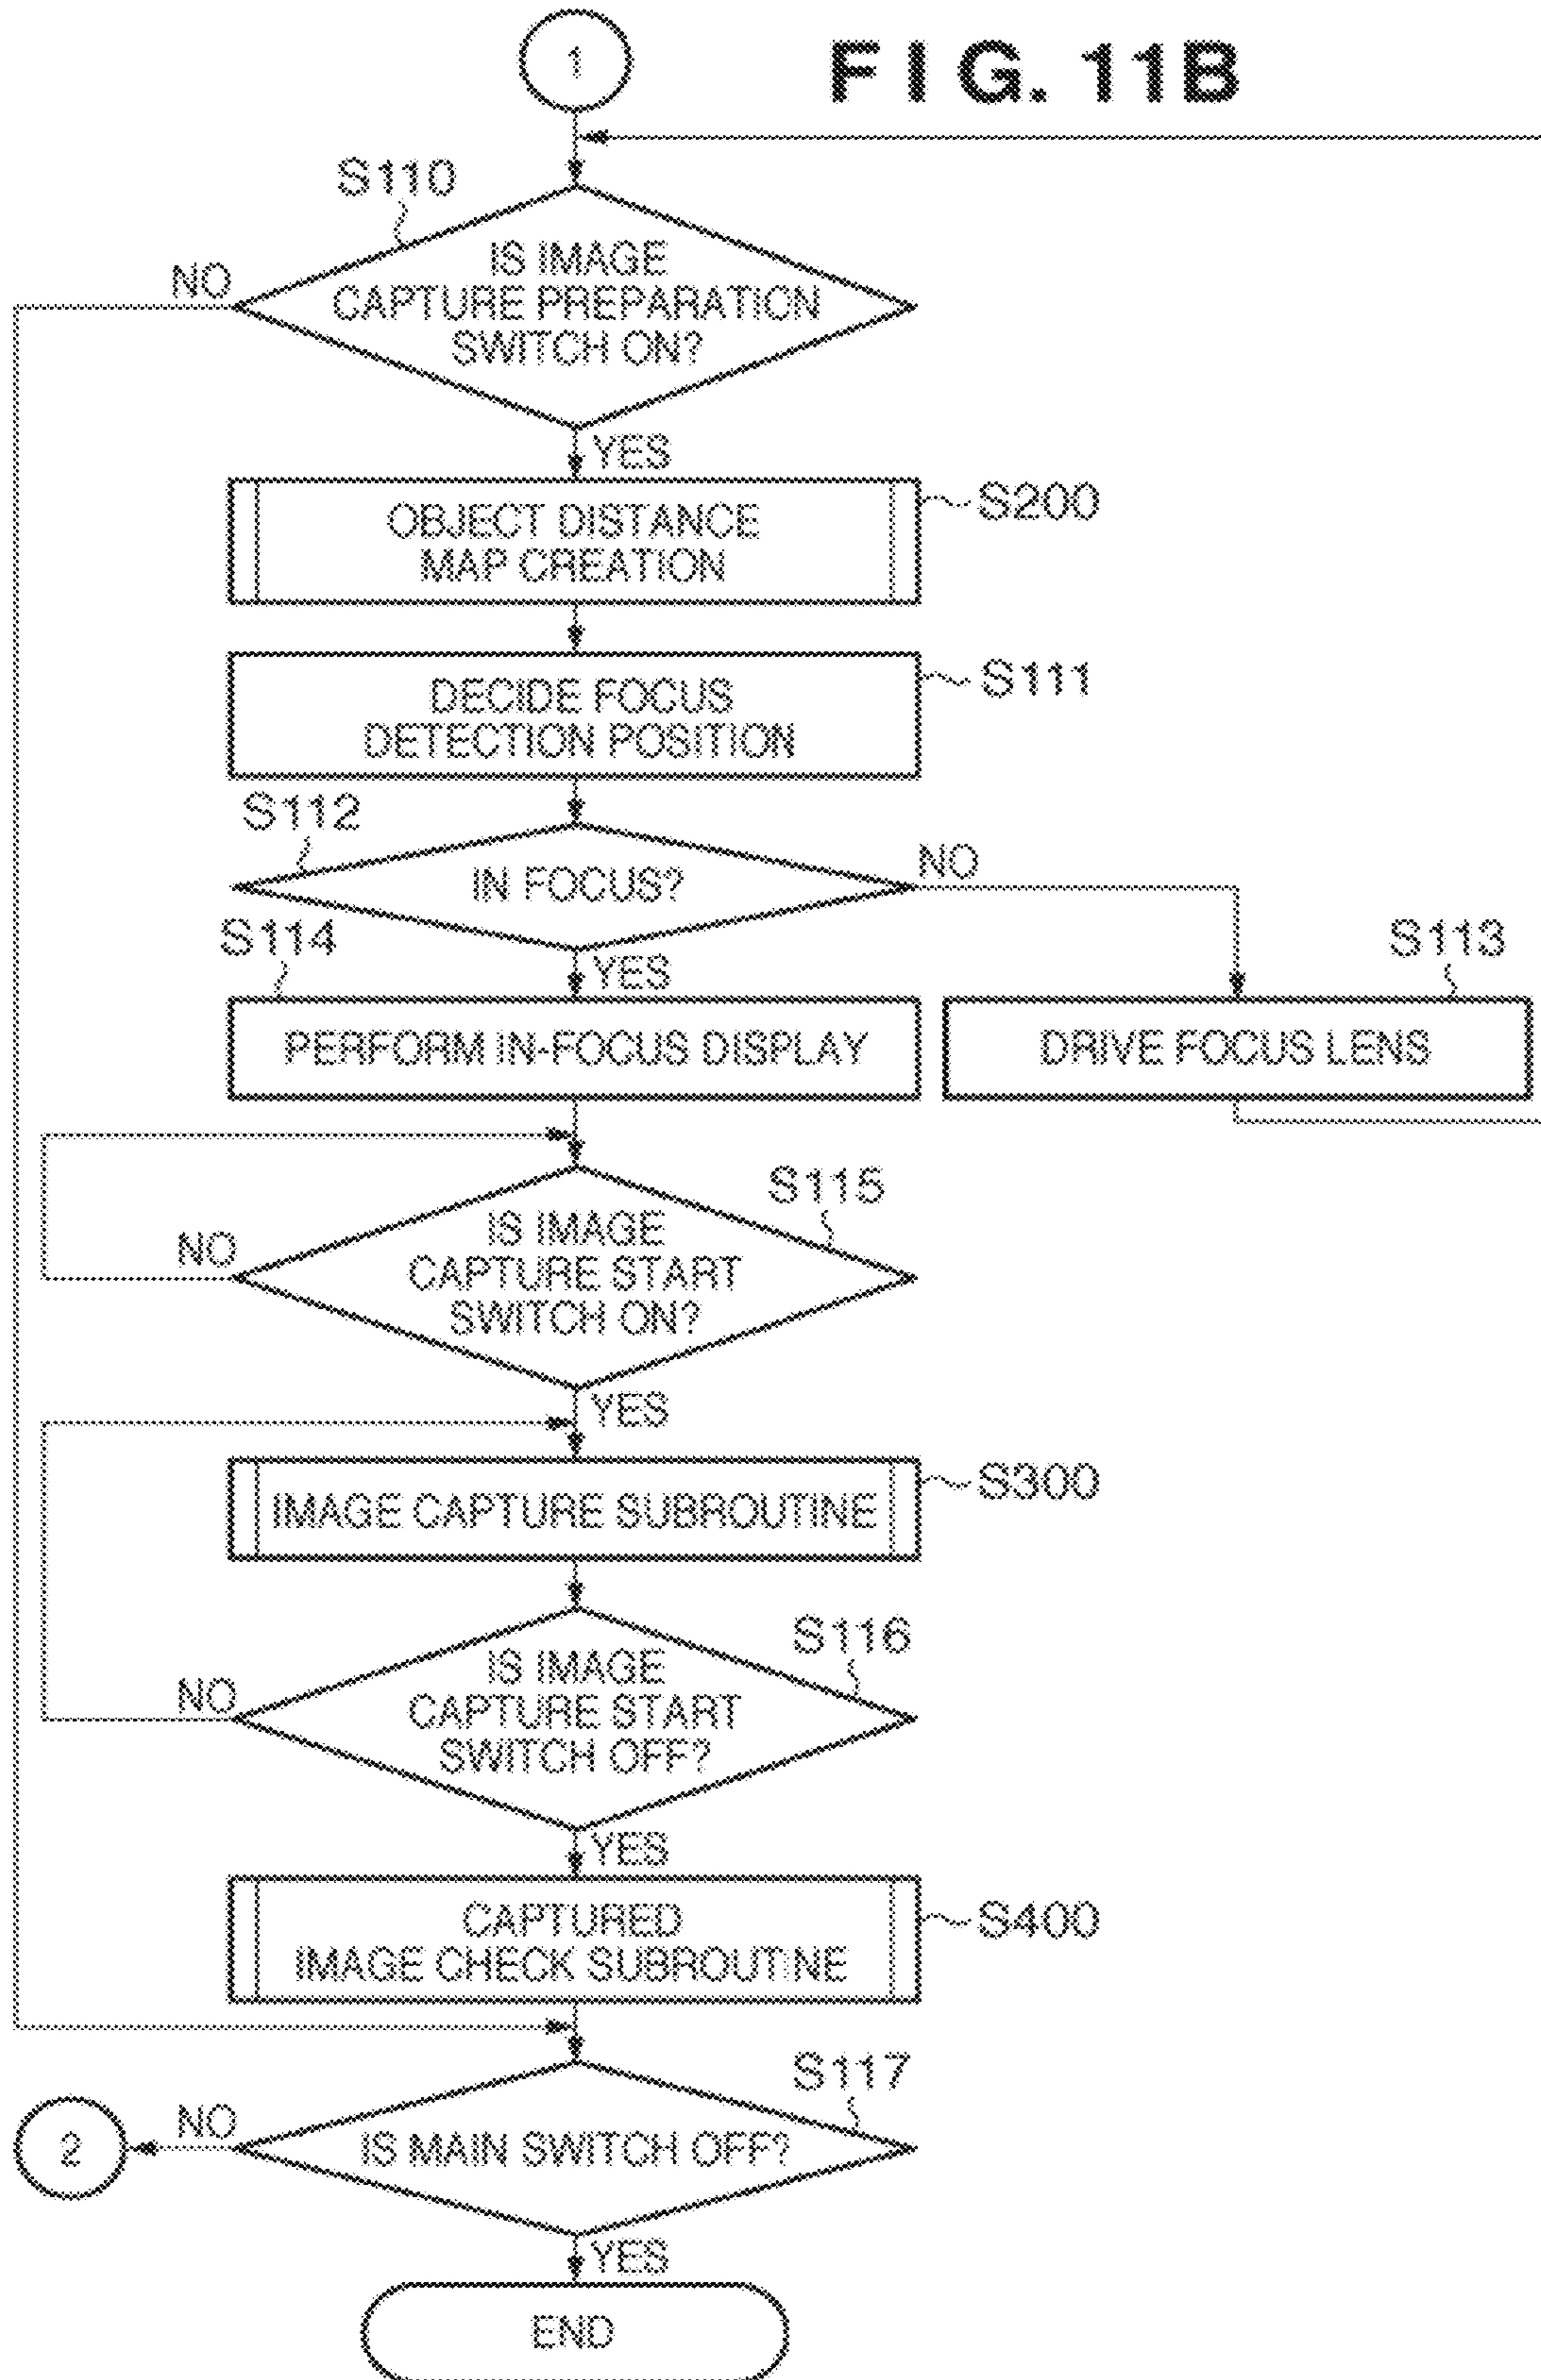 1
FIG. 11B
S110
IS IMAGE
CAPTURE PREPARATION
SWITCH ON?
NO
YES
OBJECT DISTANCE
MAP CREATION
S200
DECIDE FOCUS
DETECTION POSITION
S111
S112
IN FOCUS?
NO
YES
S114
PERFORM IN-FOCUS DISPLAY
S113
DRIVE FOCUS LENS
S115
IS IMAGE
CAPTURE START
SWITCH ON?
NO
YES
IMAGE CAPTURE SUBROUTINE
S300
S116
IS IMAGE
CAPTURE START
SWITCH OFF?
NO
YES
CAPTURED
IMAGE CHECK SUBROUTINE
S400
S117
IS MAIN SWITCH OFF?
NO
2
YES
END